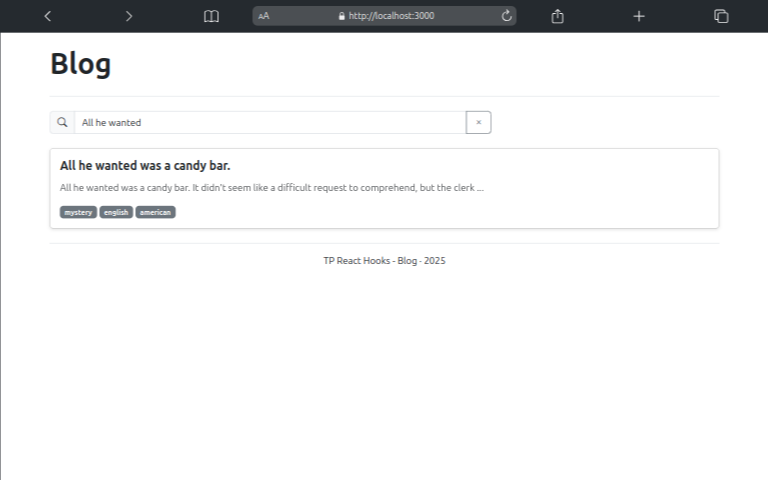 AA http://localhost:3000
Blog
All he wanted ×
All he wanted was a candy bar.
All he wanted was a candy bar. It didn't seem like a difficult request to comprehend, but the clerk ...
mystery english american
TP React Hooks - Blog - 2025